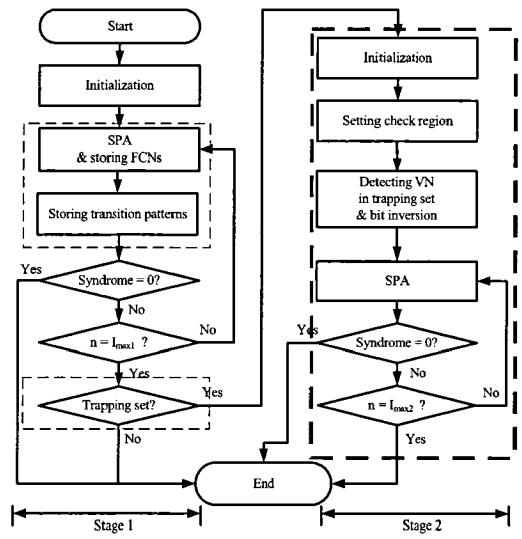 Start
Initialization
SPA
& storing FCNs
Storing transition patterns
Yes
Syndrome = 0?
No
n = Imax1 ?
No
Yes
Trapping set?
Yes
No
Initialization
Setting check region
Detecting VN
in trapping set
& bit inversion
SPA
Yes
Syndrome = 0?
No
n = Imax2 ?
No
Yes
End
Stage 1
Stage 2